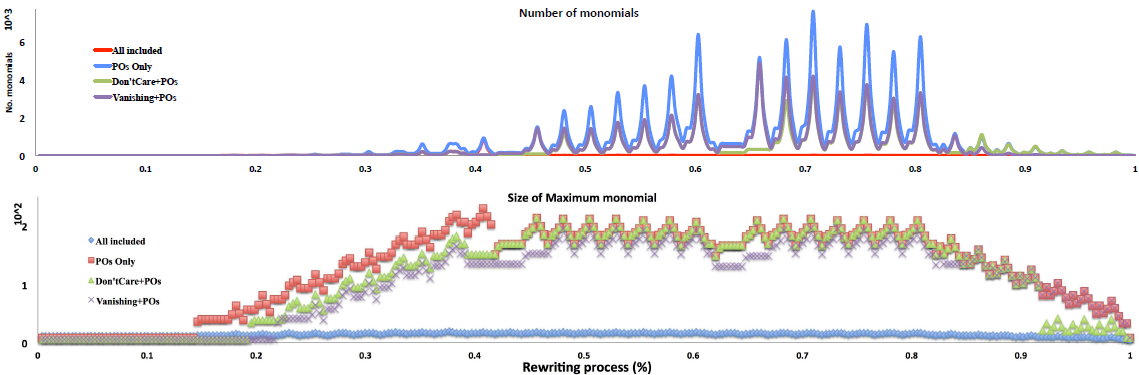 Number of monomials
10^3
No. monomials
6
4
2
0
All included
POs Only
Don'tCare+POs
Vanishing+POs
0 0.1 0.2 0.3 0.4 0.5 0.6 0.7 0.8 0.9 1
Size of Maximum monomial
10^2
2
1
0
All included
POs Only
Don'tCare+POs
Vanishing+POs
0 0.1 0.2 0.3 0.4 0.5 0.6 0.7 0.8 0.9 1
Rewriting process (%)